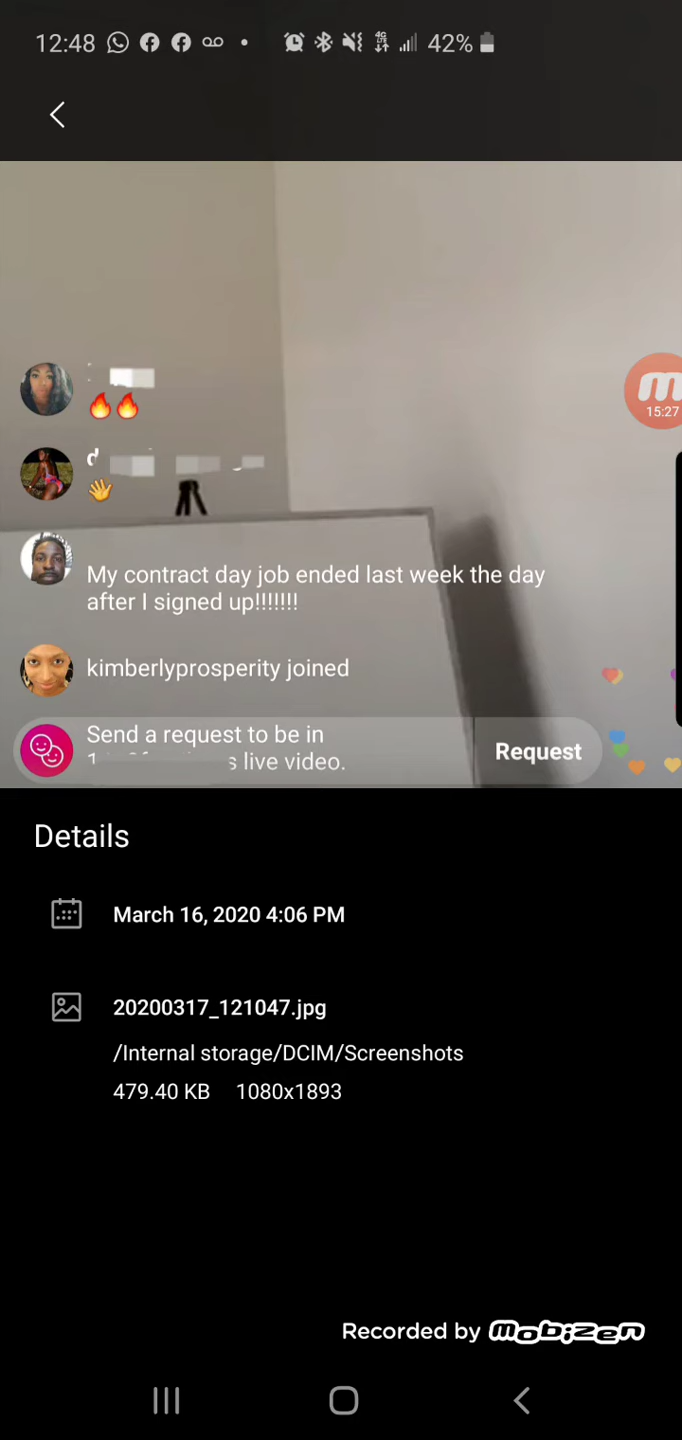 12:48
4G
LTE
42%
15:27
My contract day job ended last week the day
after I signed up!!!!!!!
kimberlyprosperity joined
Send a request to be in
s live video.
Request
Details
March 16, 2020 4:06 PM
20200317_121047.jpg
/Internal storage/DCIM/Screenshots
479.40 KB 1080x1893
Recorded by mobizen